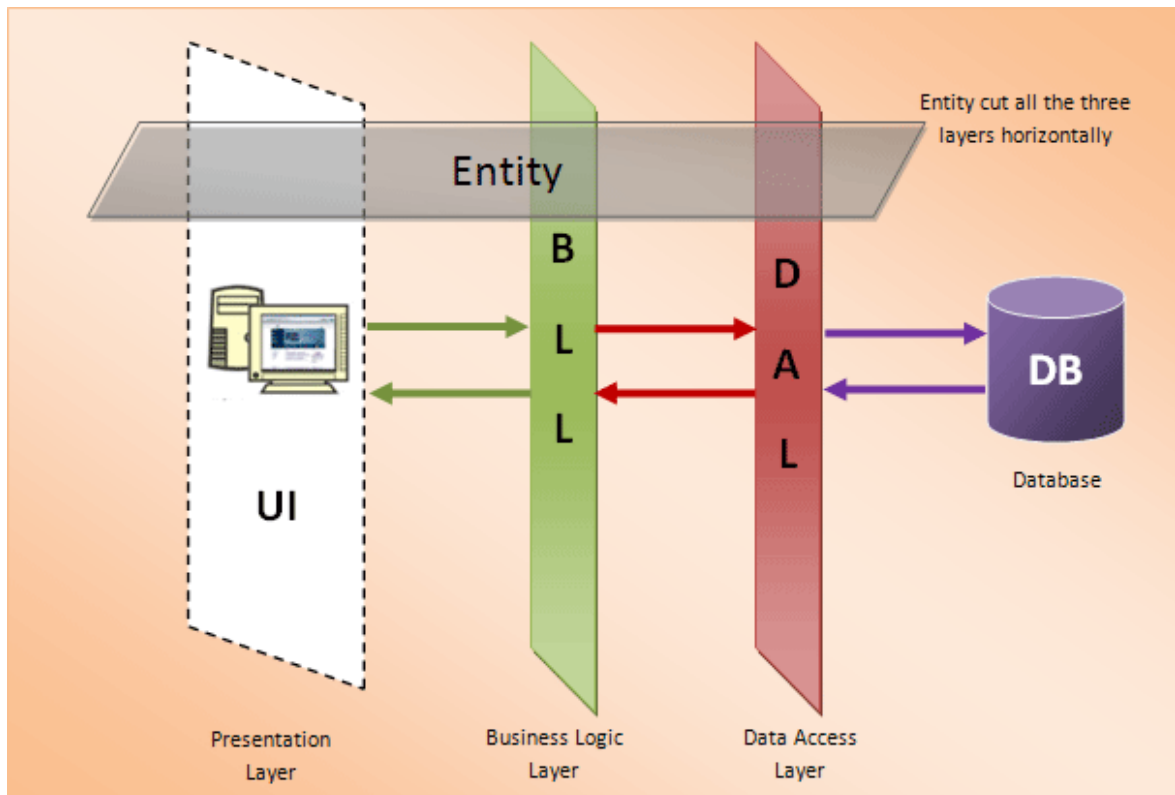 Entity cut all the three
layers horizontally
Entity
B
L
L
D
A
L
UI
DB
Database
Presentation
Layer
Business Logic
Layer
Data Access
Layer